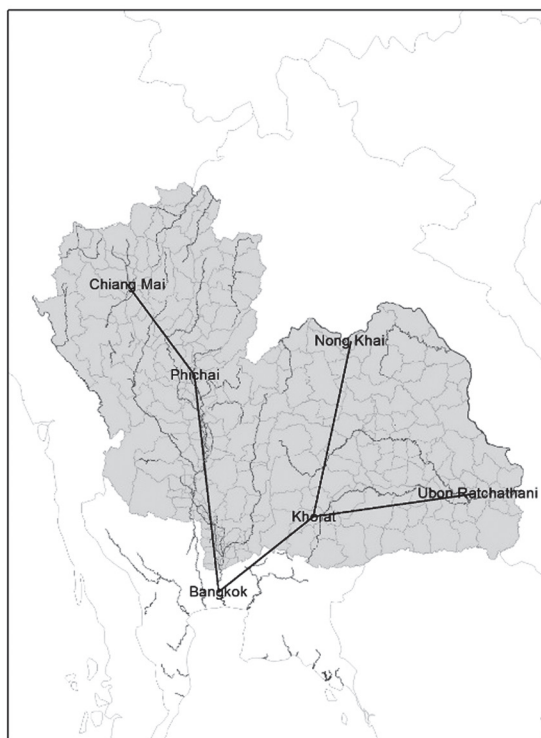 Chiang Mai
Nong Khai
Phichai
Ubon Ratchathani
Khorat
Bangkok